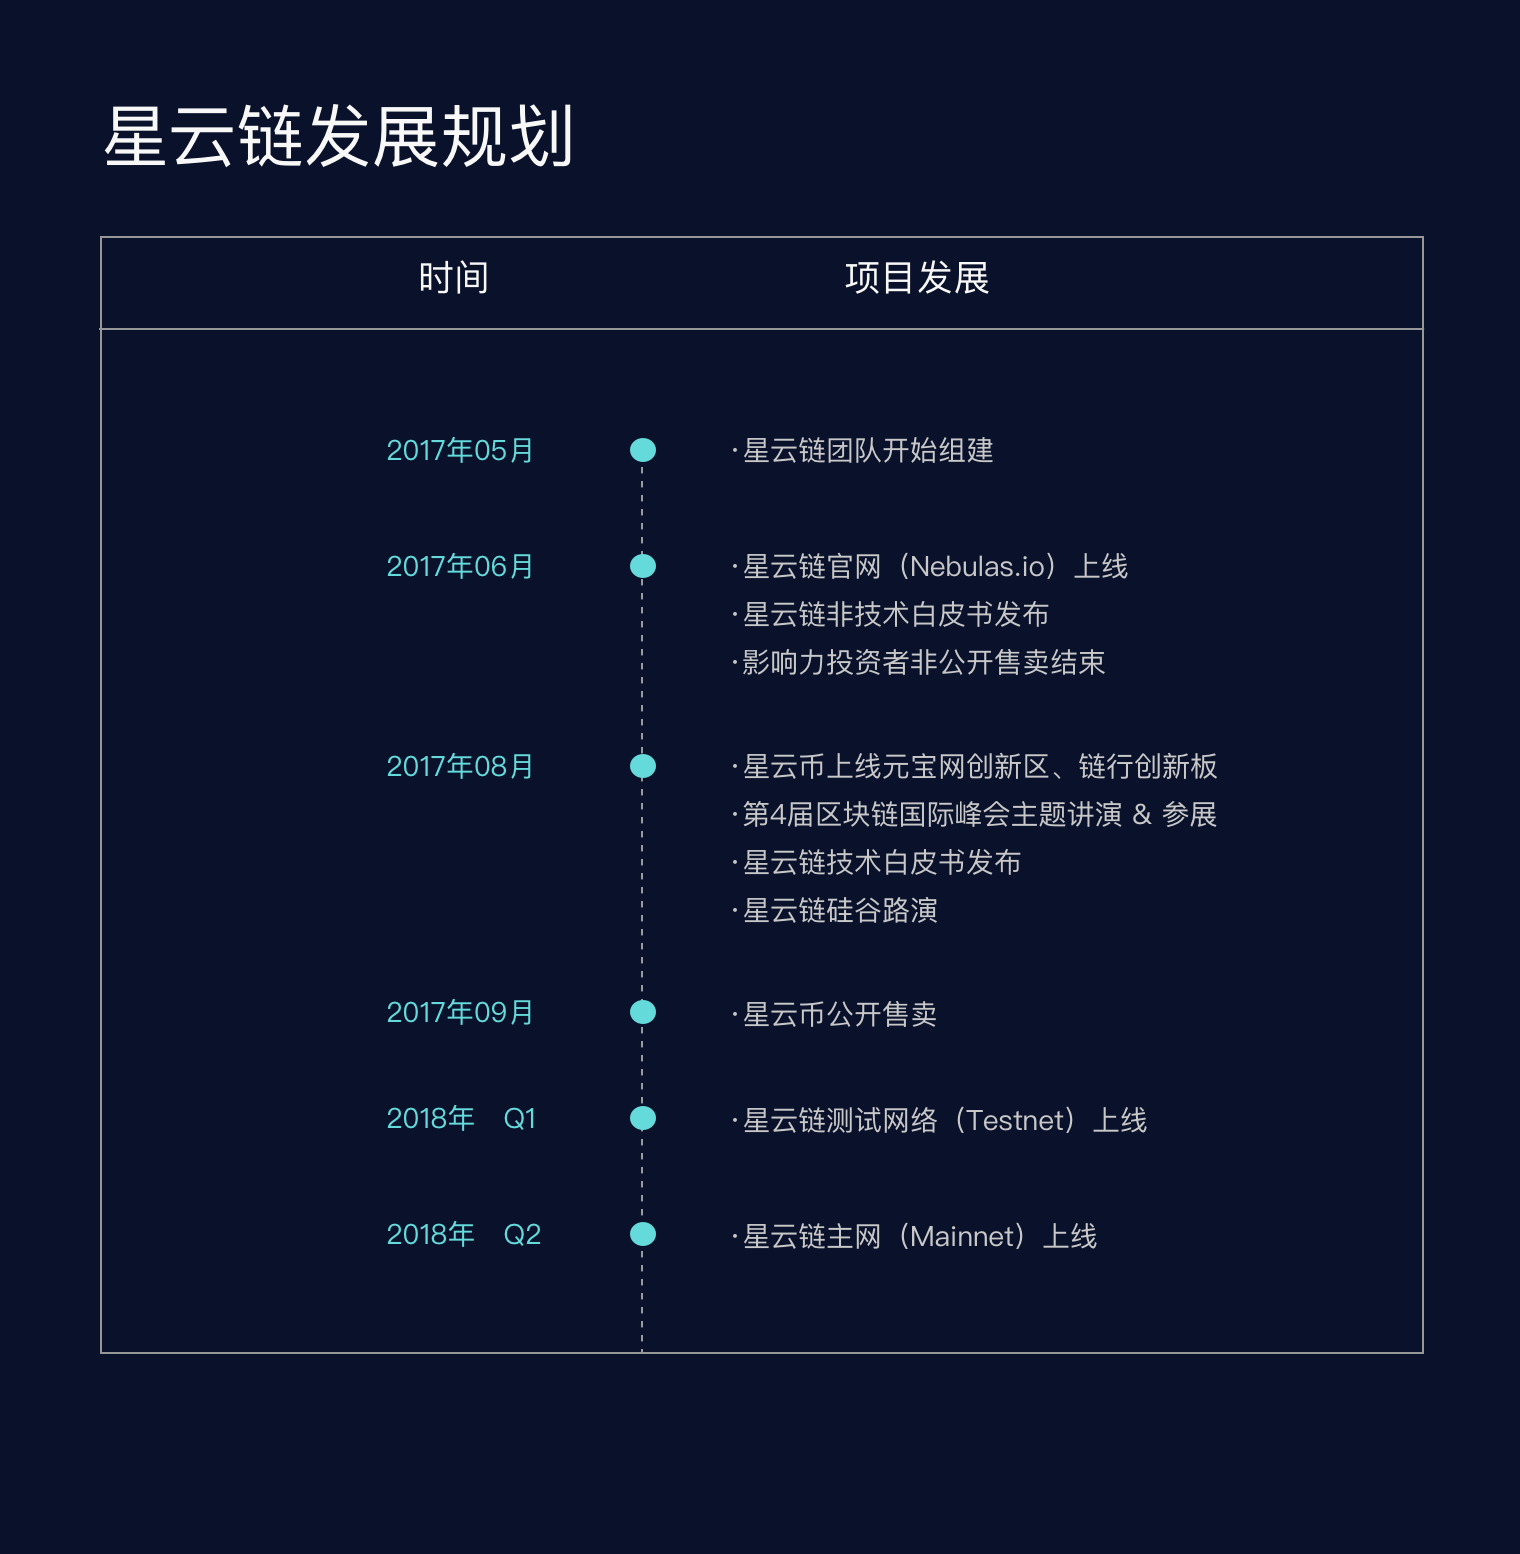 星云链发展规划
时间 项目发展
2017年05月 ·星云链团队开始组建
2017年06月 ·星云链官网（Nebulas.io）上线
·星云链非技术白皮书发布
·影响力投资者非公开售卖结束
2017年08月 ·星云币上线元宝网创新区、链行创新板
·第4届区块链国际峰会主题讲演 & 参展
·星云链技术白皮书发布
·星云链硅谷路演
2017年09月 ·星云币公开售卖
2018年 Q1 ·星云链测试网络（Testnet）上线
2018年 Q2 ·星云链主网（Mainnet）上线